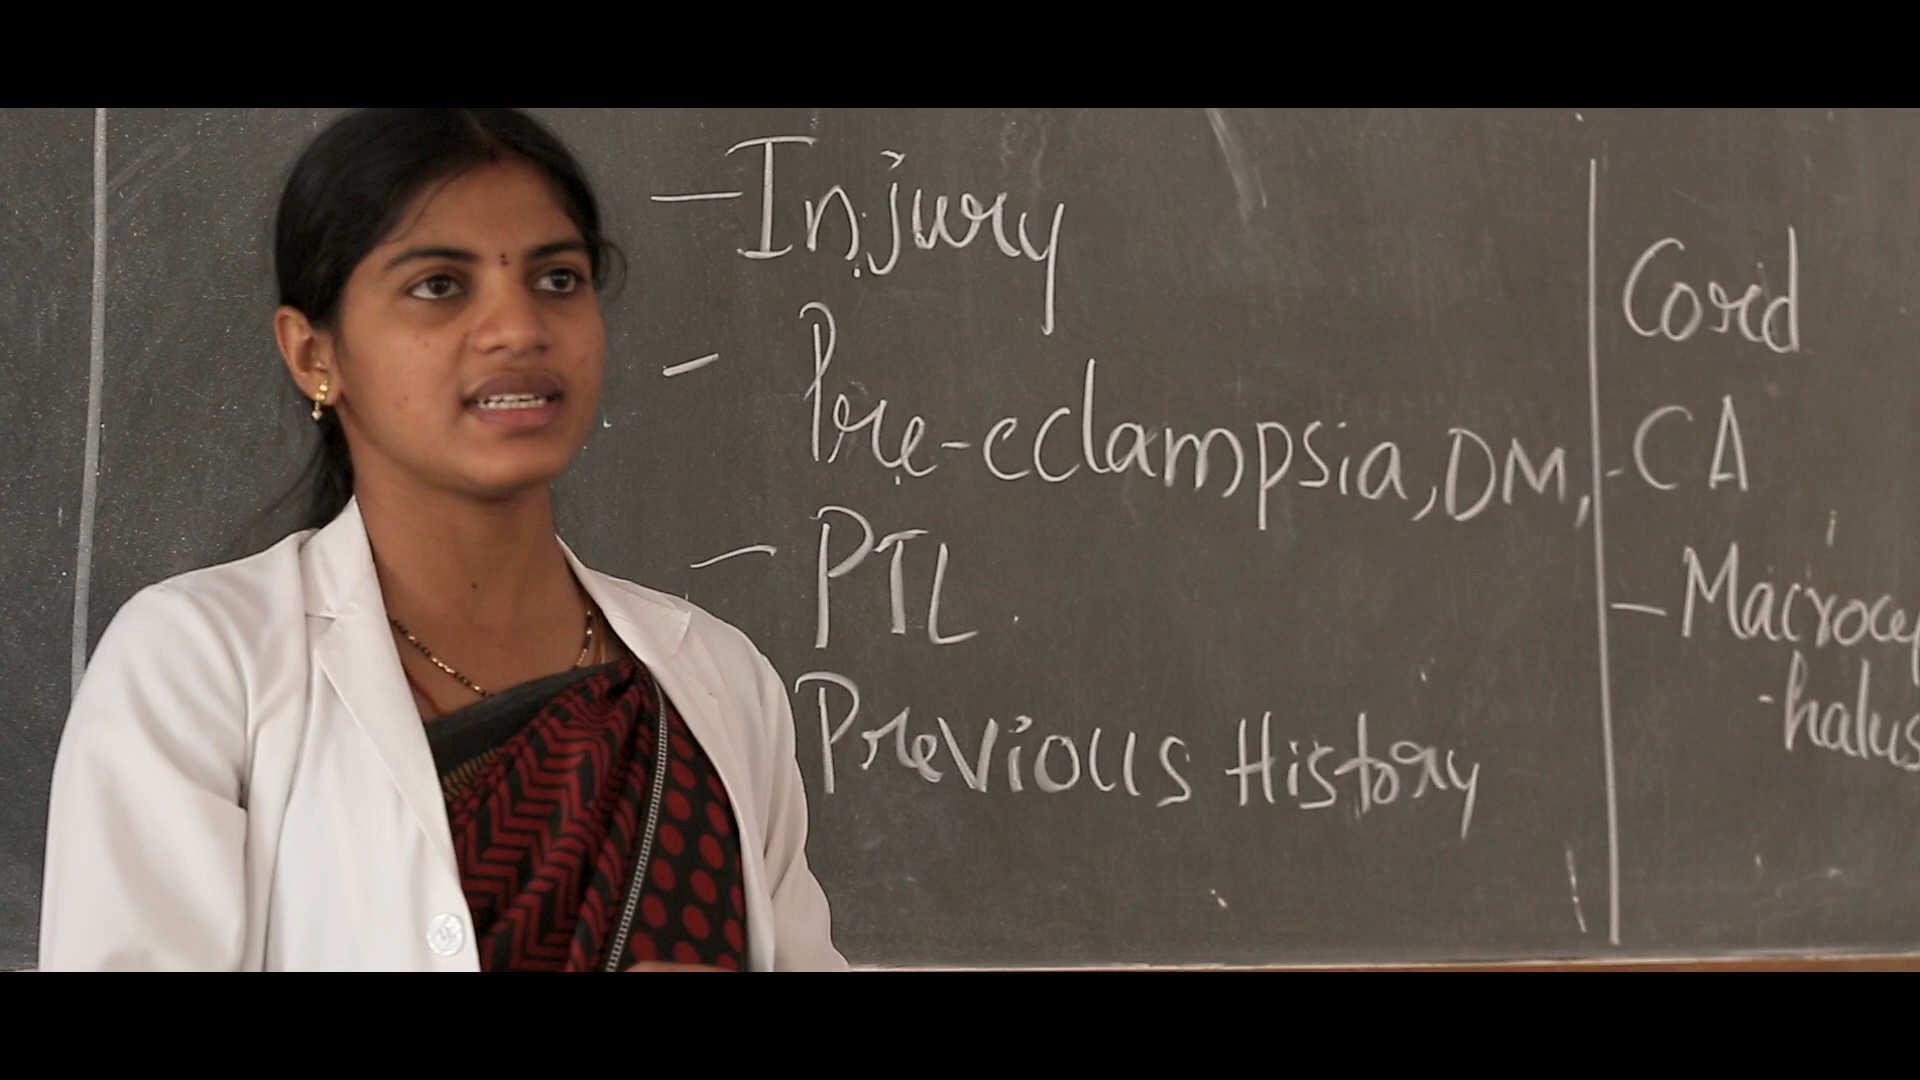 — Injury
— Pre-eclampsia, DM,
— PTL
Previous History
Cord
- CA
— Macrocep
-halus